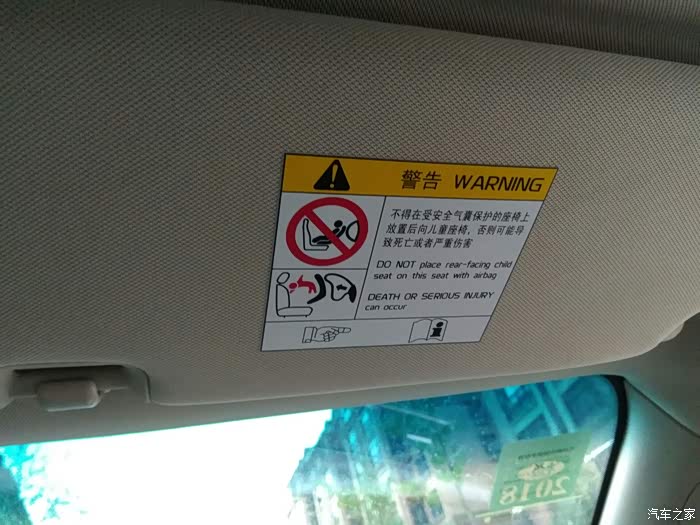 警告 WARNING
不得在受安全气囊保护的座椅上
放置后向儿童座椅，否则可能导
致死亡或者严重伤害
DO NOT place rear-facing child
seat on this seat with airbag
DEATH OR SERIOUS INJURY
can occur
2018
汽车之家